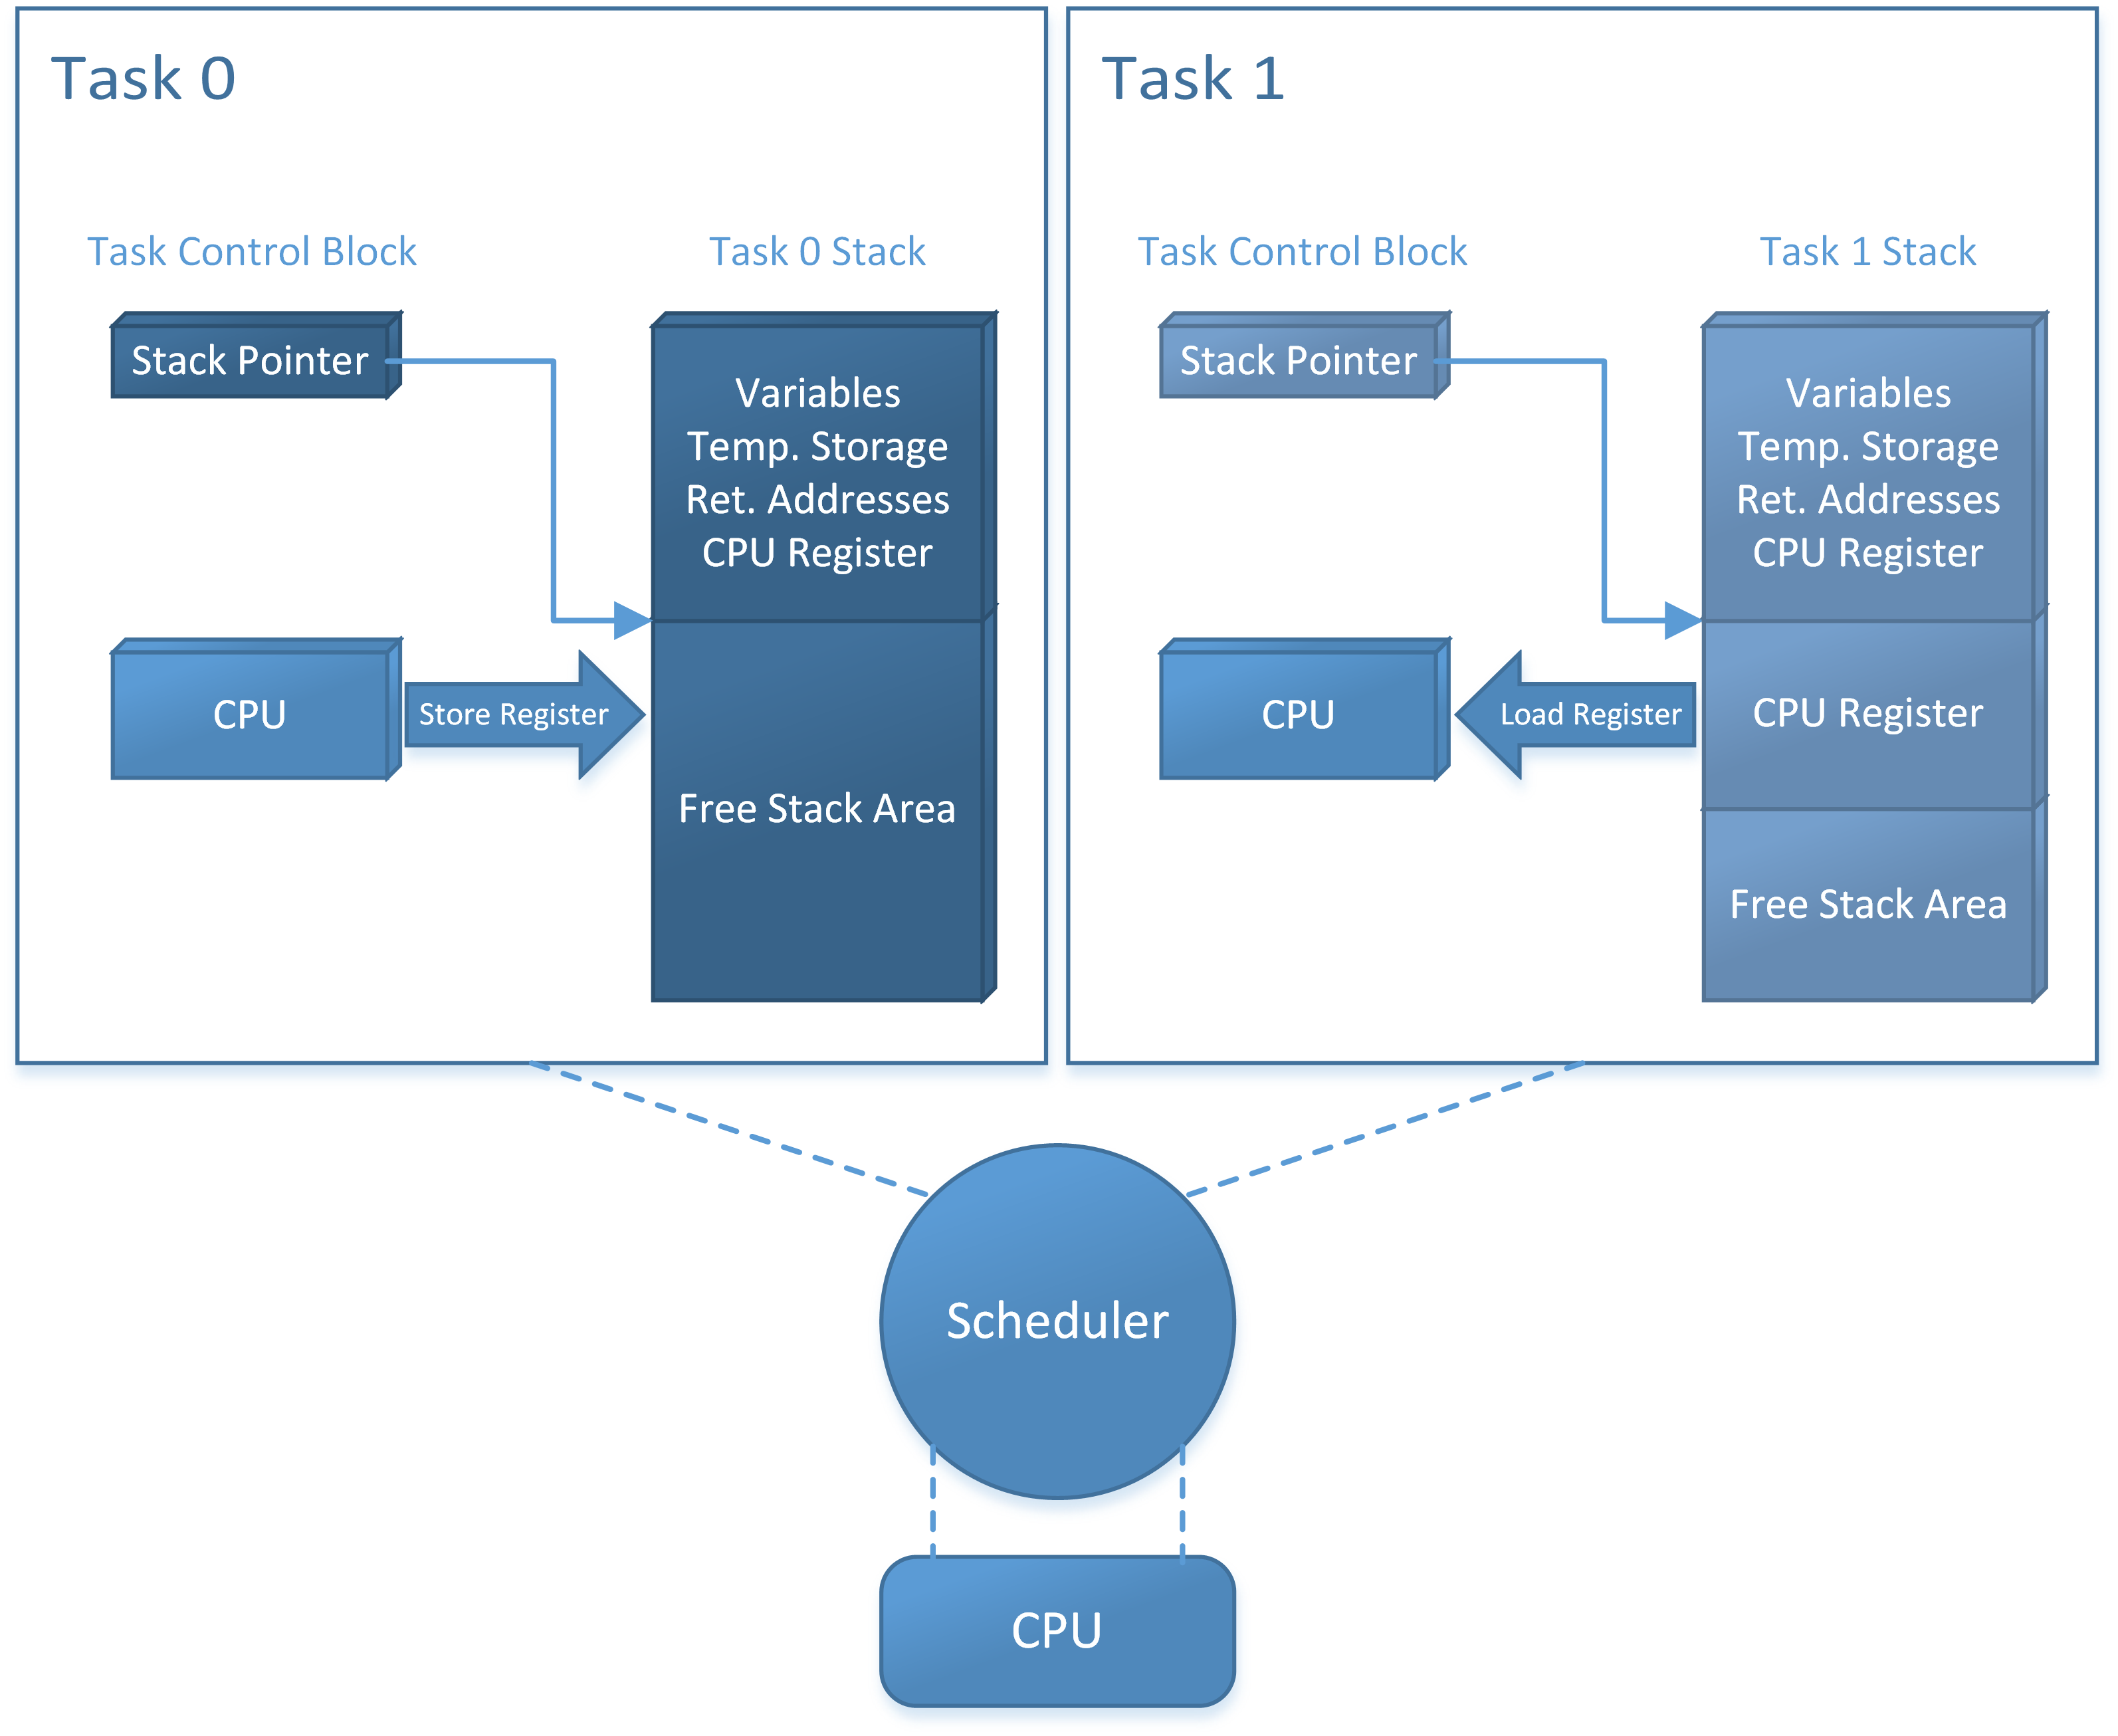 Task 0
Task Control Block
Task 0 Stack
Stack Pointer
Variables
Temp. Storage
Ret. Addresses
CPU Register
CPU
Store Register
Free Stack Area
Task 1
Task Control Block
Task 1 Stack
Stack Pointer
Variables
Temp. Storage
Ret. Addresses
CPU Register
CPU
Load Register
CPU Register
Free Stack Area
Scheduler
CPU